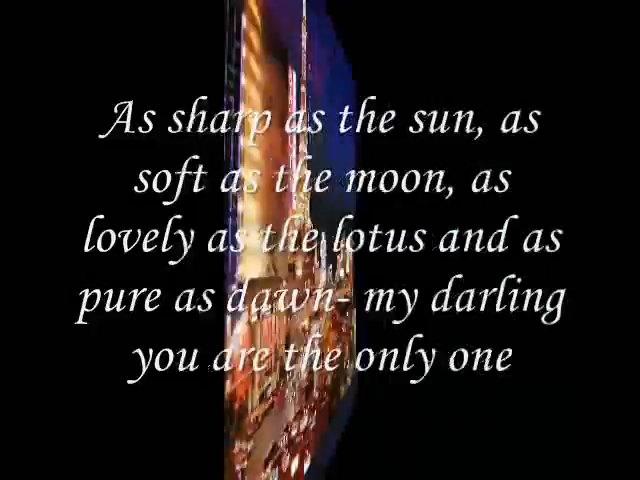 As sharp as the sun, as
soft as the moon, as
lovely as the lotus and as
pure as dawn- my darling
you are the only one